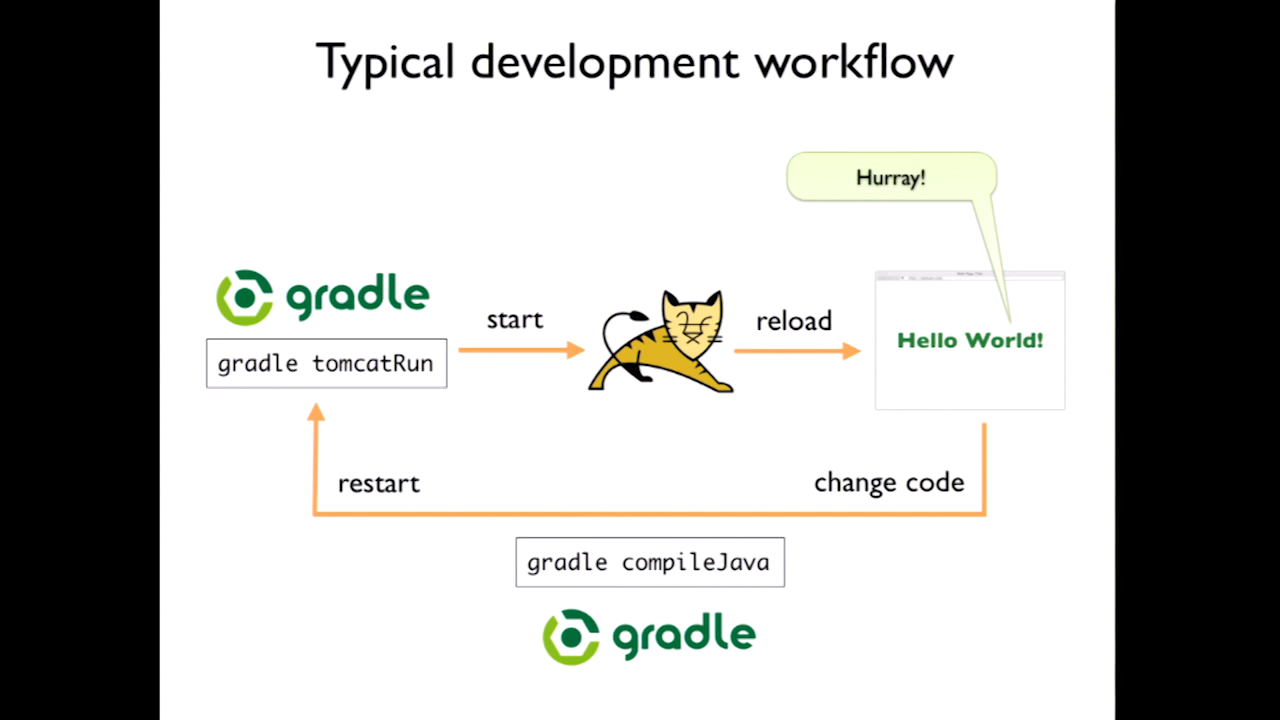 Typical development workflow
Hurray!
gradle
start
reload
Hello World!
gradle tomcatRun
restart
change code
gradle compileJava
gradle